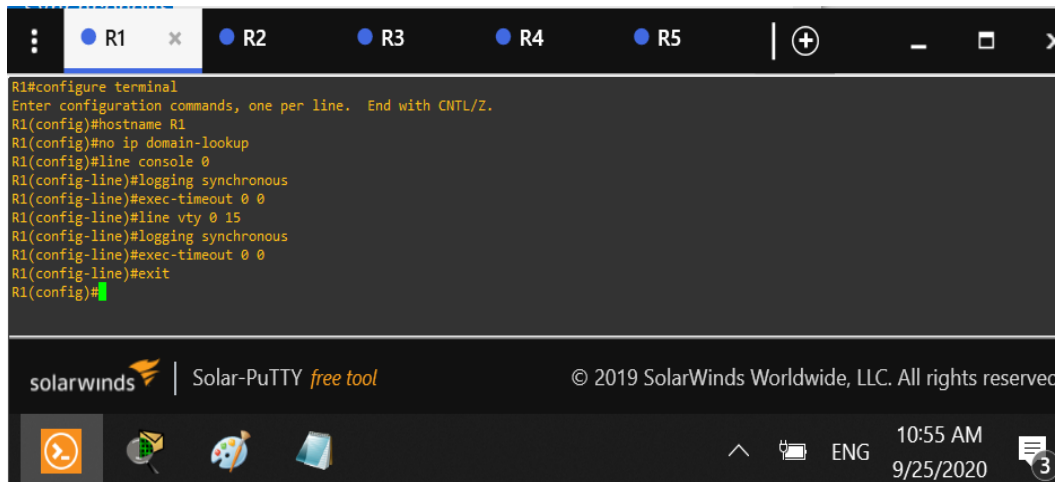 R1 × R2 R3 R4 R5
R1#configure terminal
Enter configuration commands, one per line.  End with CNTL/Z.
R1(config)#hostname R1
R1(config)#no ip domain-lookup
R1(config)#line console 0
R1(config-line)#logging synchronous
R1(config-line)#exec-timeout 0 0
R1(config-line)#line vty 0 15
R1(config-line)#logging synchronous
R1(config-line)#exec-timeout 0 0
R1(config-line)#exit
R1(config)#
solarwinds | Solar-PuTTY free tool © 2019 SolarWinds Worldwide, LLC. All rights reserved
ENG 10:55 AM
9/25/2020 3